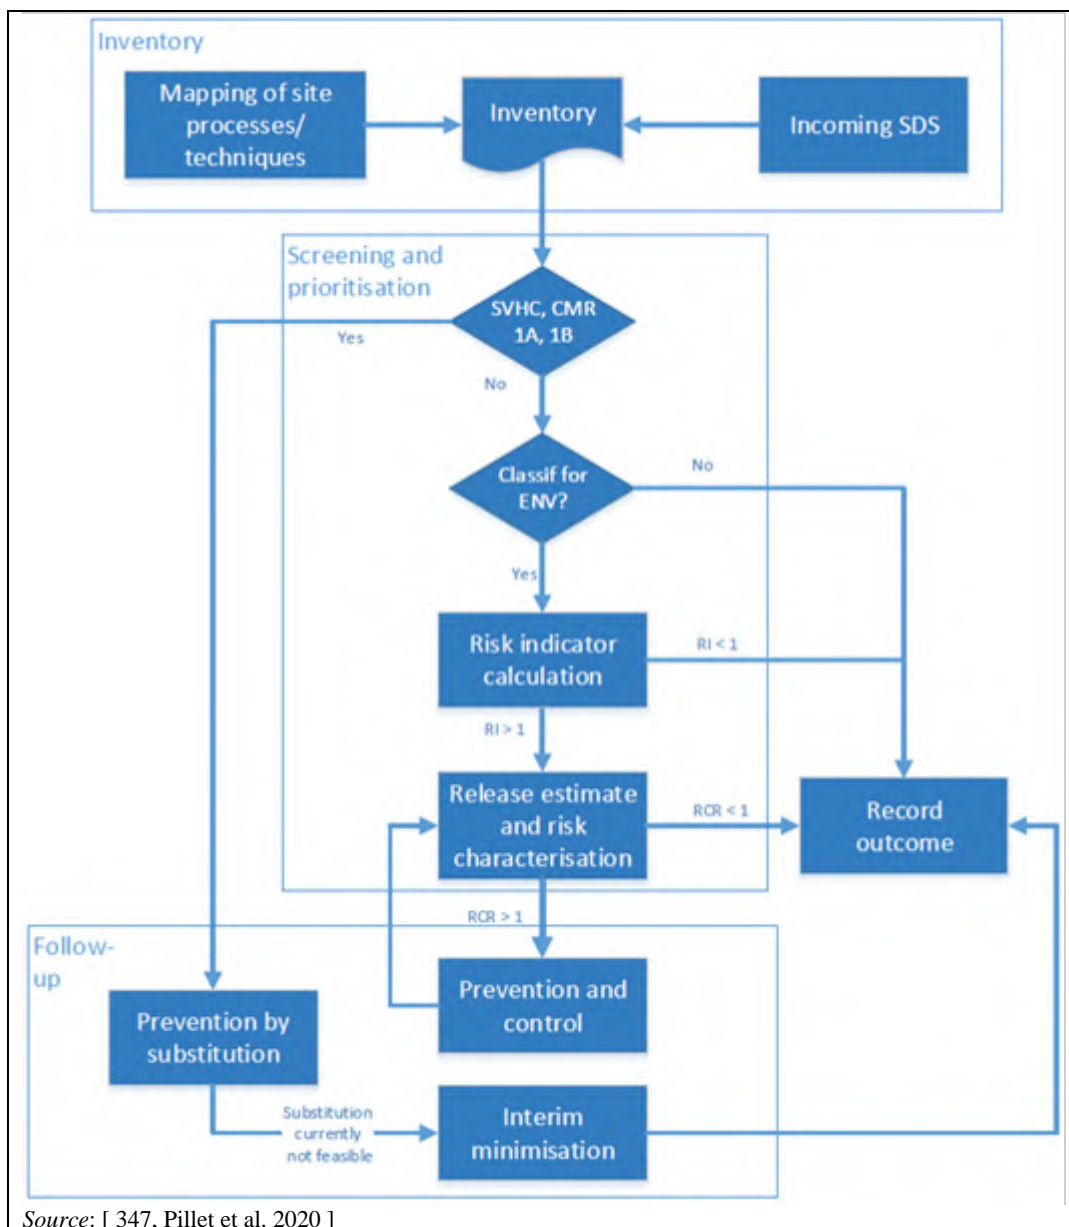 Inventory
Mapping of site
processes/
techniques
Inventory
Incoming SDS
Screening and
prioritisation
SVHC, CMR
1A, 1B
Yes
No
Classif for
ENV?
No
Yes
Risk indicator
calculation
RI < 1
RI > 1
Release estimate
and risk
characterisation
RCR < 1
Record
outcome
RCR > 1
Follow-
up
Prevention and
control
Prevention by
substitution
Substitution
currently
not feasible
Interim
minimisation
Source: [ 347, Pillet et al. 2020 ]